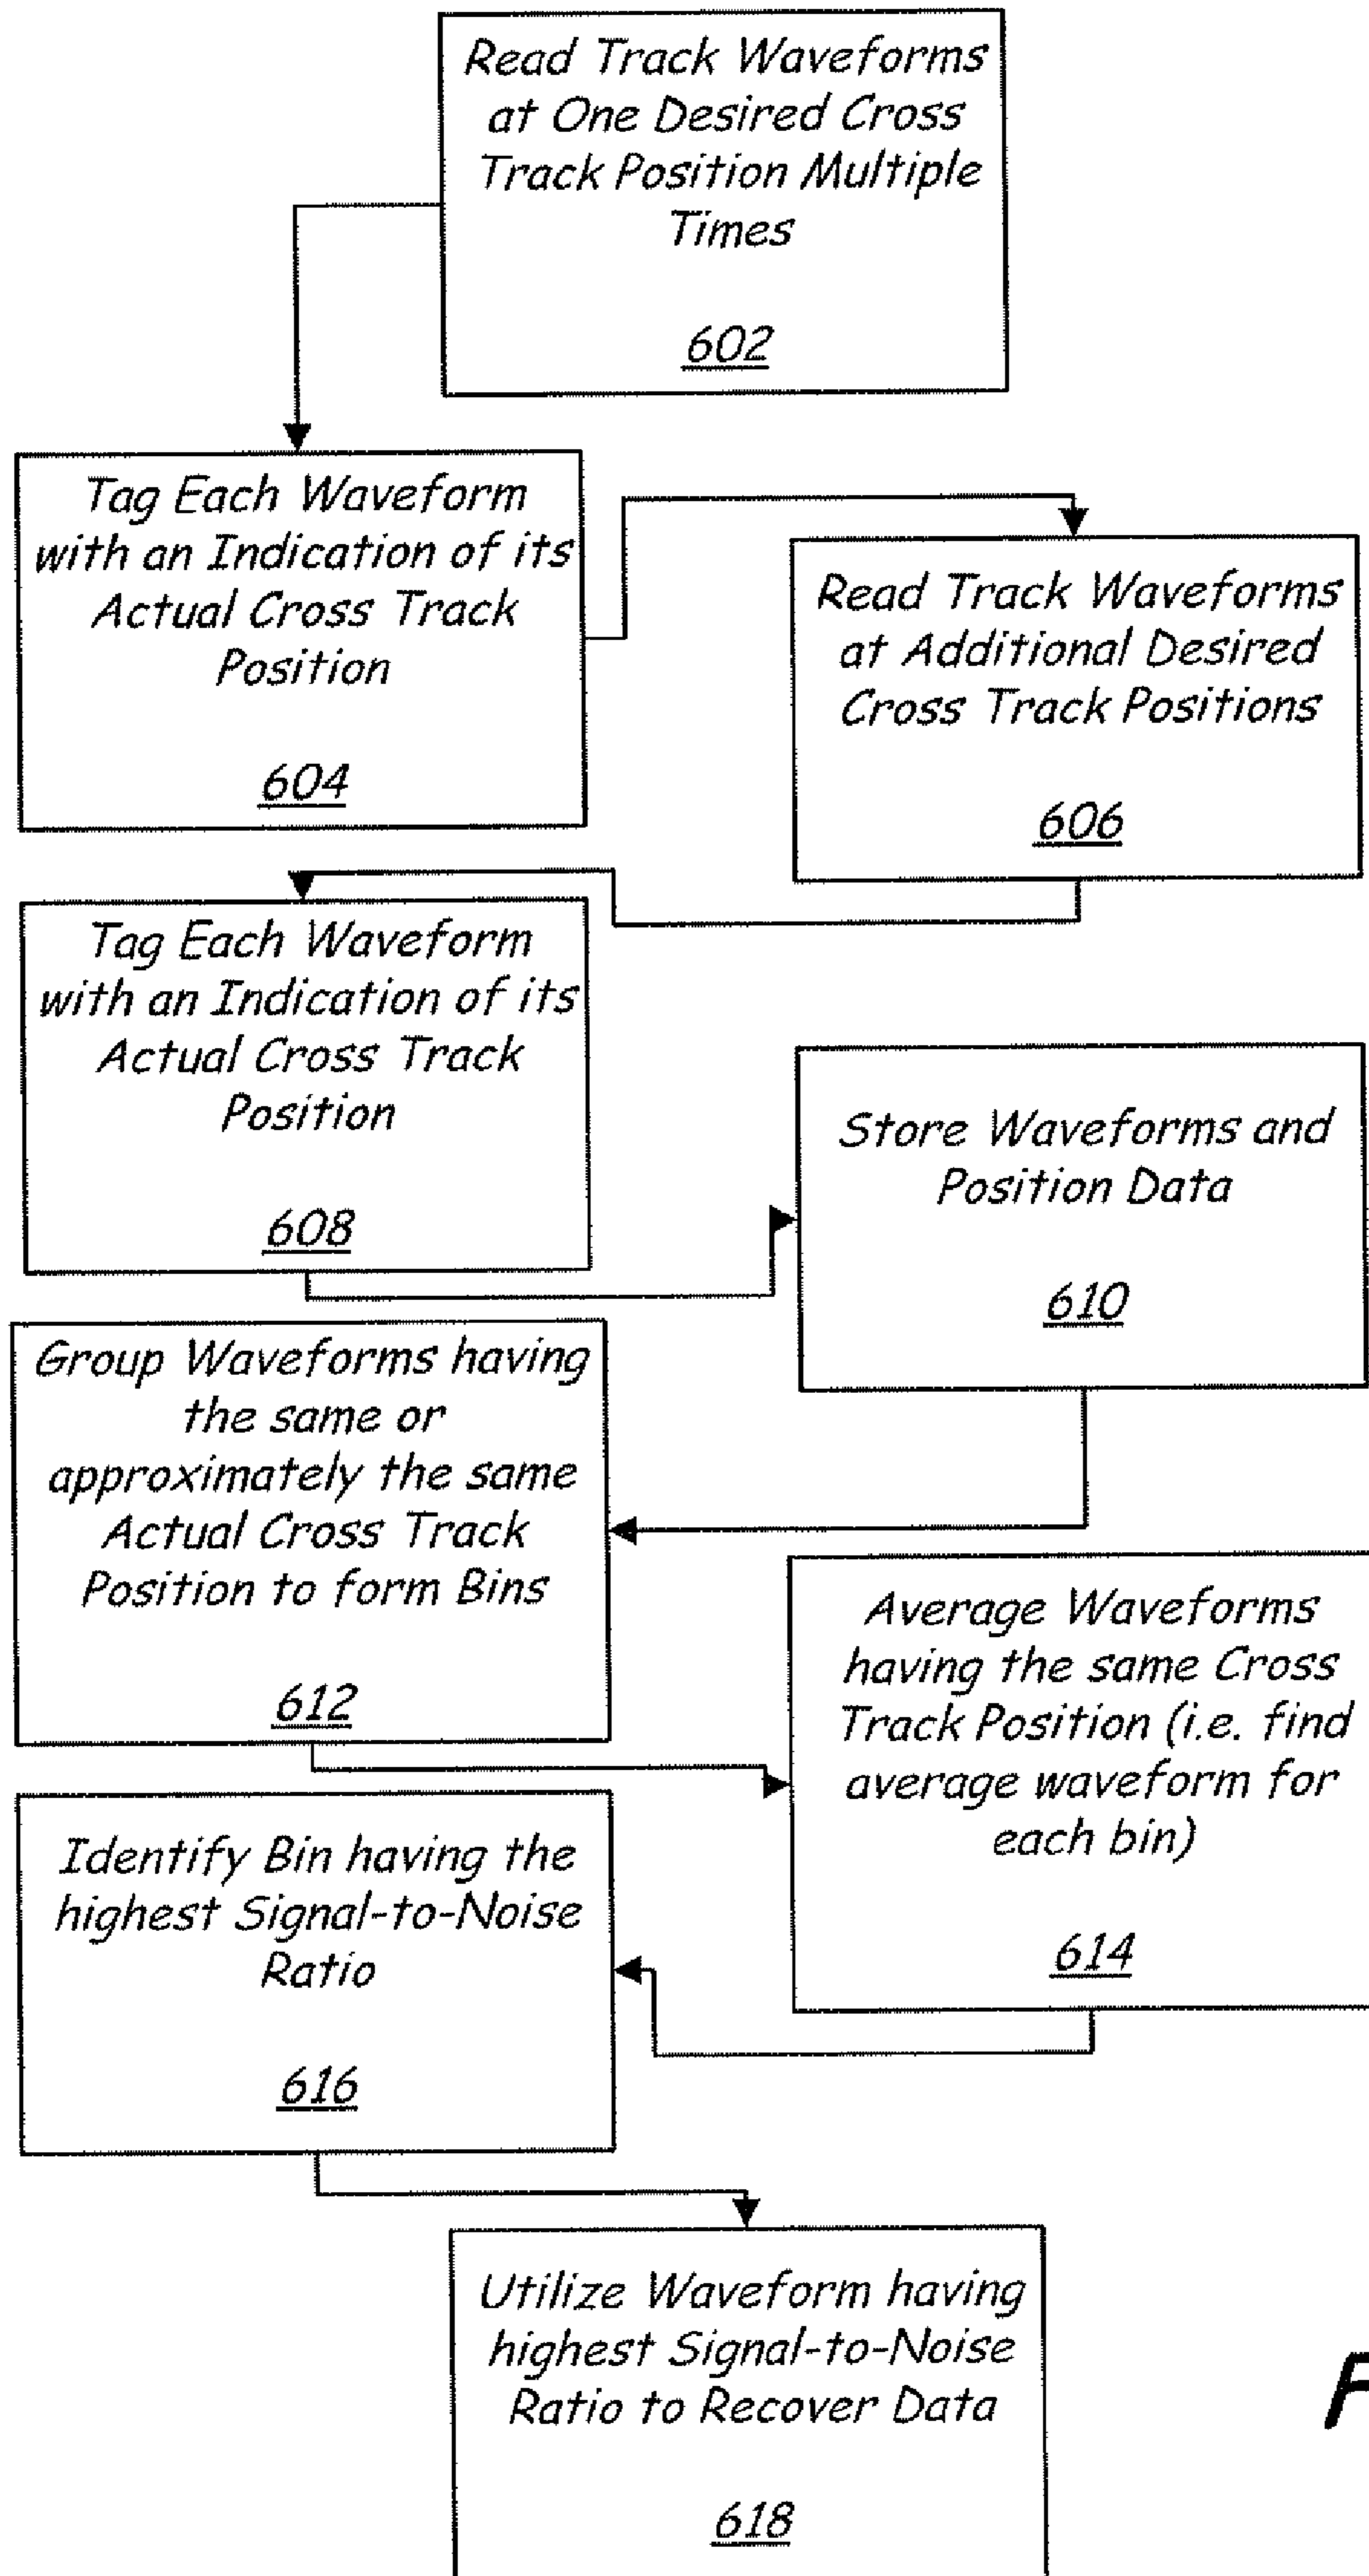 Read Track Waveforms
at One Desired Cross
Track Position Multiple
Times
602
Tag Each Waveform
with an Indication of its
Actual Cross Track
Position
604
Read Track Waveforms
at Additional Desired
Cross Track Positions
606
Tag Each Waveform
with an Indication of its
Actual Cross Track
Position
608
Store Waveforms and
Position Data
610
Group Waveforms having
the same or
approximately the same
Actual Cross Track
Position to form Bins
612
Average Waveforms
having the same Cross
Track Position (i.e. find
average waveform for
each bin)
614
Identify Bin having the
highest Signal-to-Noise
Ratio
616
Utilize Waveform having
highest Signal-to-Noise
Ratio to Recover Data
618